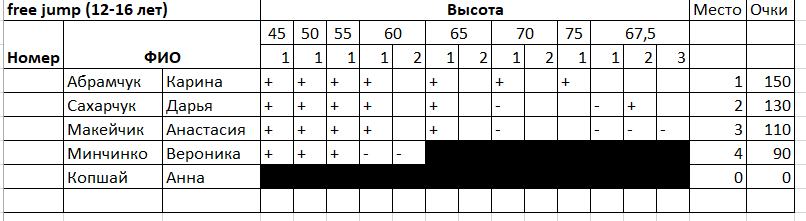 free jump (12-16 лет) Высота Место Очки
45 50 55 60 65 70 75 67,5
Номер ФИО 1 1 1 1 2 1 2 1 2 1 1 2 3
Абрамчук Карина + + + + + + + 1 150
Сахарчук Дарья + + + + + - - + 2 130
Макейчик Анастасия + + + + + - - - - 3 110
Минчинко Вероника + + + - - 4 90
Копшай Анна 0 0